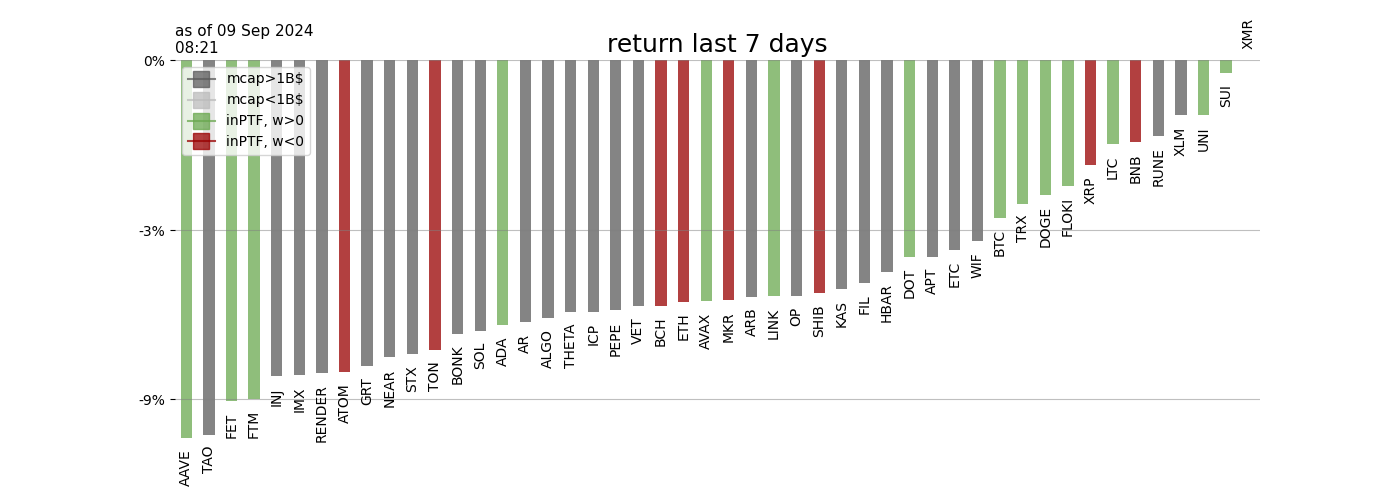 as of 09 Sep 2024
08:21
return last 7 days
0%
-3%
-9%
mcap>1B$
mcap<1B$
inPTF, w>0
inPTF, w<0
AAVE
TAO
FET
FTM
INJ
IMX
RENDER
ATOM
GRT
NEAR
STX
TON
BONK
SOL
ADA
AR
ALGO
THETA
ICP
PEPE
VET
BCH
ETH
AVAX
MKR
ARB
LINK
OP
SHIB
KAS
FIL
HBAR
DOT
APT
ETC
WIF
BTC
TRX
DOGE
FLOKI
XRP
LTC
BNB
RUNE
XLM
UNI
SUI
XMR